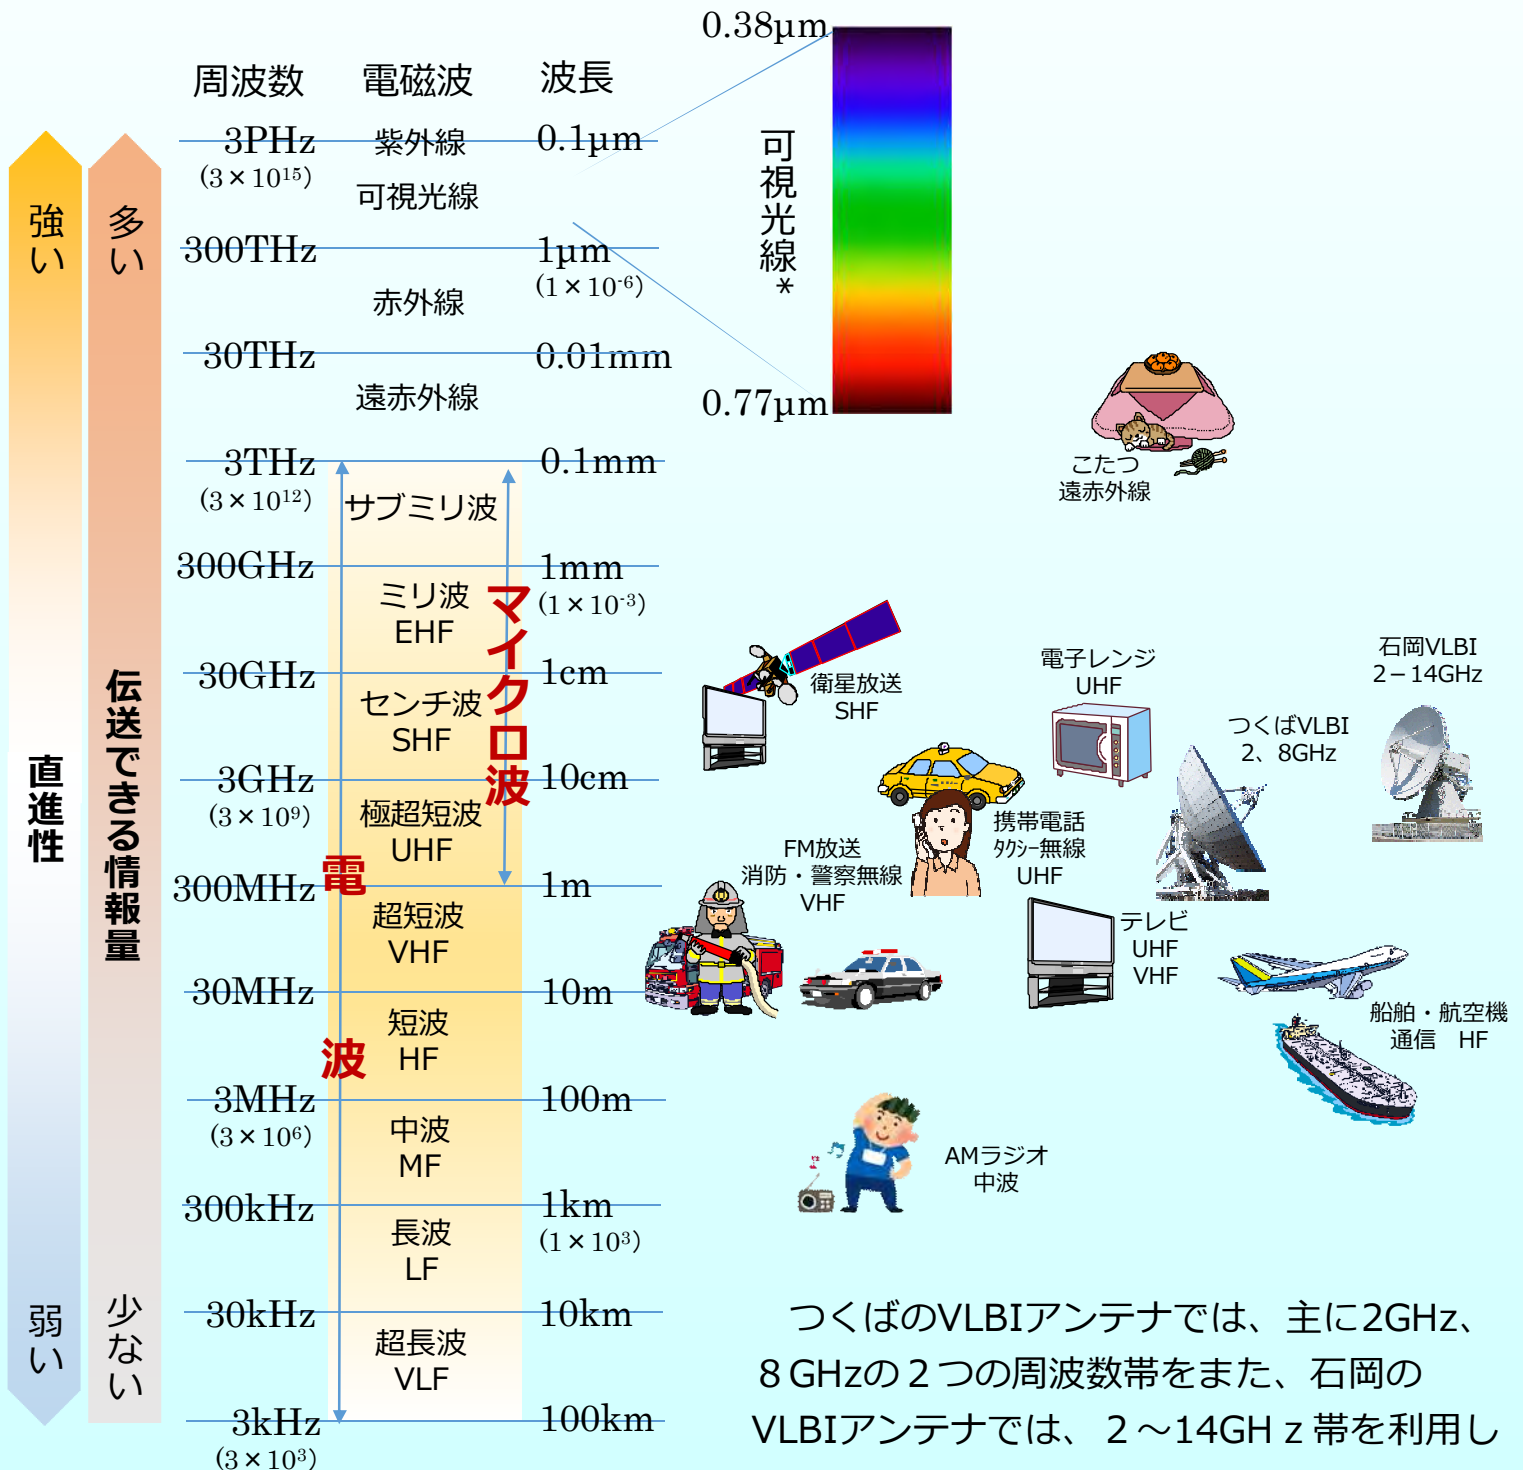 周波数 電磁波 波長
3PHz 紫外線 0.1µm
(3×10¹⁵)
可視光線
300THz 1µm
(1×10⁻⁶)
赤外線
30THz 0.01mm
遠赤外線
3THz 0.1mm
(3×10¹²)
サブミリ波
300GHz 1mm
(1×10⁻³)
ミリ波
EHF
30GHz 1cm
センチ波
SHF
3GHz 10cm
(3×10⁹)
極超短波
UHF
300MHz 1m
超短波
VHF
30MHz 10m
短波
HF
3MHz 100m
(3×10⁶)
中波
MF
300kHz 1km
(1×10³)
長波
LF
30kHz 10km
超長波
VLF
3kHz 100km
(3×10³)
強い
直進性
弱い
多い
伝送できる情報量
少ない
マイクロ波
電波
0.38µm
可視光線*
0.77µm
こたつ
遠赤外線
衛星放送
SHF
電子レンジ
UHF
石岡VLBI
2－14GHz
つくばVLBI
2、8GHz
携帯電話
ﾀｸｼｰ無線
UHF
FM放送
消防・警察無線
VHF
テレビ
UHF
VHF
船舶・航空機
通信　HF
AMラジオ
中波
つくばのVLBIアンテナでは、主に2GHz、
８GHzの２つの周波数帯をまた、石岡の
VLBIアンテナでは、２～14GHｚ帯を利用し